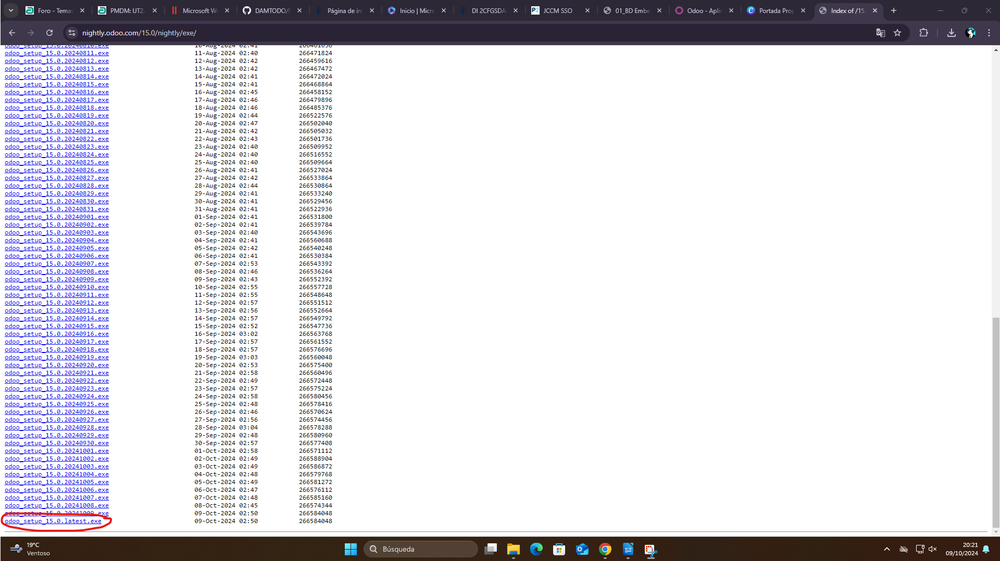 Foro - Temas
PMDM: UT2.
Microsoft Wo
DAMTODO/P
Página de ini
Inicio | Micro
DI 2CFGSDA
JCCM SSO
01_BD Embe
Odoo - Aplic
Portada Prop
Index of /15.
nightly.odoo.com/15.0/nightly/exe/
odoo_setup_15.0.20240810.exe 10-Aug-2024 02:41 266461656
odoo_setup_15.0.20240811.exe 11-Aug-2024 02:40 266471824
odoo_setup_15.0.20240812.exe 12-Aug-2024 02:42 266459616
odoo_setup_15.0.20240813.exe 13-Aug-2024 02:42 266467472
odoo_setup_15.0.20240814.exe 14-Aug-2024 02:41 266472024
odoo_setup_15.0.20240815.exe 15-Aug-2024 02:41 266468864
odoo_setup_15.0.20240816.exe 16-Aug-2024 02:45 266458152
odoo_setup_15.0.20240817.exe 17-Aug-2024 02:46 266479896
odoo_setup_15.0.20240818.exe 18-Aug-2024 02:46 266485376
odoo_setup_15.0.20240819.exe 19-Aug-2024 02:44 266522576
odoo_setup_15.0.20240820.exe 20-Aug-2024 02:47 266502040
odoo_setup_15.0.20240821.exe 21-Aug-2024 02:42 266505032
odoo_setup_15.0.20240822.exe 22-Aug-2024 02:43 266501736
odoo_setup_15.0.20240823.exe 23-Aug-2024 02:40 266509952
odoo_setup_15.0.20240824.exe 24-Aug-2024 02:40 266516552
odoo_setup_15.0.20240825.exe 25-Aug-2024 02:40 266509664
odoo_setup_15.0.20240826.exe 26-Aug-2024 02:41 266527024
odoo_setup_15.0.20240827.exe 27-Aug-2024 02:42 266533864
odoo_setup_15.0.20240828.exe 28-Aug-2024 02:44 266530864
odoo_setup_15.0.20240829.exe 29-Aug-2024 02:41 266533240
odoo_setup_15.0.20240830.exe 30-Aug-2024 02:41 266529456
odoo_setup_15.0.20240831.exe 31-Aug-2024 02:41 266522936
odoo_setup_15.0.20240901.exe 01-Sep-2024 02:41 266531800
odoo_setup_15.0.20240902.exe 02-Sep-2024 02:41 266539784
odoo_setup_15.0.20240903.exe 03-Sep-2024 02:40 266543696
odoo_setup_15.0.20240904.exe 04-Sep-2024 02:41 266560688
odoo_setup_15.0.20240905.exe 05-Sep-2024 02:42 266540248
odoo_setup_15.0.20240906.exe 06-Sep-2024 02:41 266530384
odoo_setup_15.0.20240907.exe 07-Sep-2024 02:53 266543392
odoo_setup_15.0.20240908.exe 08-Sep-2024 02:46 266536264
odoo_setup_15.0.20240909.exe 09-Sep-2024 02:43 266552392
odoo_setup_15.0.20240910.exe 10-Sep-2024 02:55 266557728
odoo_setup_15.0.20240911.exe 11-Sep-2024 02:55 266548648
odoo_setup_15.0.20240912.exe 12-Sep-2024 02:57 266551512
odoo_setup_15.0.20240913.exe 13-Sep-2024 02:56 266552664
odoo_setup_15.0.20240914.exe 14-Sep-2024 02:57 266549792
odoo_setup_15.0.20240915.exe 15-Sep-2024 02:52 266547736
odoo_setup_15.0.20240916.exe 16-Sep-2024 03:02 266563768
odoo_setup_15.0.20240917.exe 17-Sep-2024 02:57 266561552
odoo_setup_15.0.20240918.exe 18-Sep-2024 02:57 266576696
odoo_setup_15.0.20240919.exe 19-Sep-2024 03:03 266560048
odoo_setup_15.0.20240920.exe 20-Sep-2024 02:53 266575400
odoo_setup_15.0.20240921.exe 21-Sep-2024 02:58 266560496
odoo_setup_15.0.20240922.exe 22-Sep-2024 02:49 266572448
odoo_setup_15.0.20240923.exe 23-Sep-2024 02:57 266575224
odoo_setup_15.0.20240924.exe 24-Sep-2024 02:58 266580456
odoo_setup_15.0.20240925.exe 25-Sep-2024 02:48 266578416
odoo_setup_15.0.20240926.exe 26-Sep-2024 02:46 266570624
odoo_setup_15.0.20240927.exe 27-Sep-2024 02:56 266574456
odoo_setup_15.0.20240928.exe 28-Sep-2024 03:04 266578288
odoo_setup_15.0.20240929.exe 29-Sep-2024 02:48 266580960
odoo_setup_15.0.20240930.exe 30-Sep-2024 02:57 266577408
odoo_setup_15.0.20241001.exe 01-Oct-2024 02:58 266571112
odoo_setup_15.0.20241002.exe 02-Oct-2024 02:49 266588904
odoo_setup_15.0.20241003.exe 03-Oct-2024 02:49 266586872
odoo_setup_15.0.20241004.exe 04-Oct-2024 02:48 266579768
odoo_setup_15.0.20241005.exe 05-Oct-2024 02:49 266581272
odoo_setup_15.0.20241006.exe 06-Oct-2024 02:47 266576112
odoo_setup_15.0.20241007.exe 07-Oct-2024 02:48 266585160
odoo_setup_15.0.20241008.exe 08-Oct-2024 02:45 266574344
odoo_setup_15.0.20241009.exe 09-Oct-2024 02:50 266584048
odoo_setup_15.0.latest.exe 09-Oct-2024 02:50 266584048
19°C
Ventoso
Búsqueda
20:21
09/10/2024